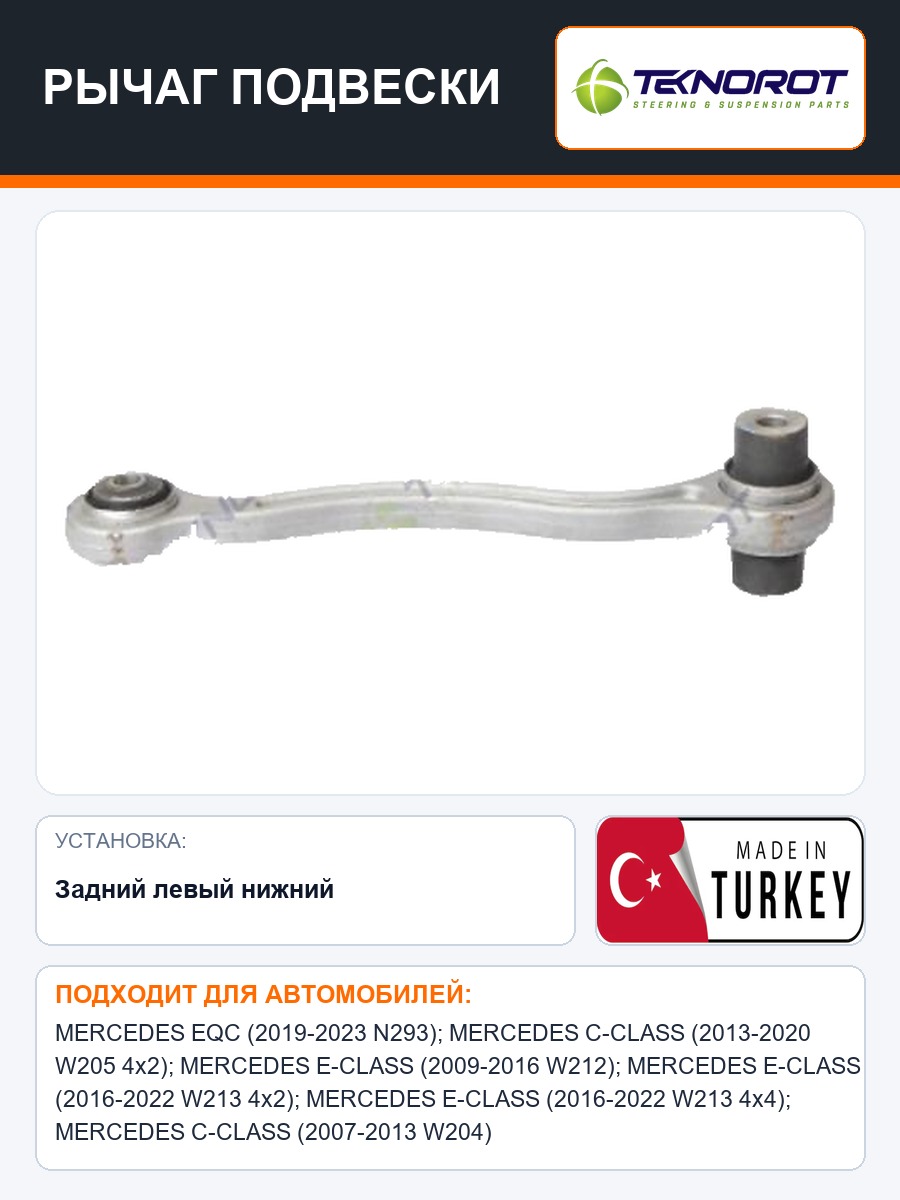 РЫЧАГ ПОДВЕСКИ
TEKNOROT
STEERING & SUSPENSION PARTS
УСТАНОВКА:
Задний левый нижний
MADE IN
TURKEY
ПОДХОДИТ ДЛЯ АВТОМОБИЛЕЙ:
MERCEDES EQC (2019-2023 N293); MERCEDES C-CLASS (2013-2020
W205 4x2); MERCEDES E-CLASS (2009-2016 W212); MERCEDES E-CLASS
(2016-2022 W213 4x2); MERCEDES E-CLASS (2016-2022 W213 4x4);
MERCEDES C-CLASS (2007-2013 W204)